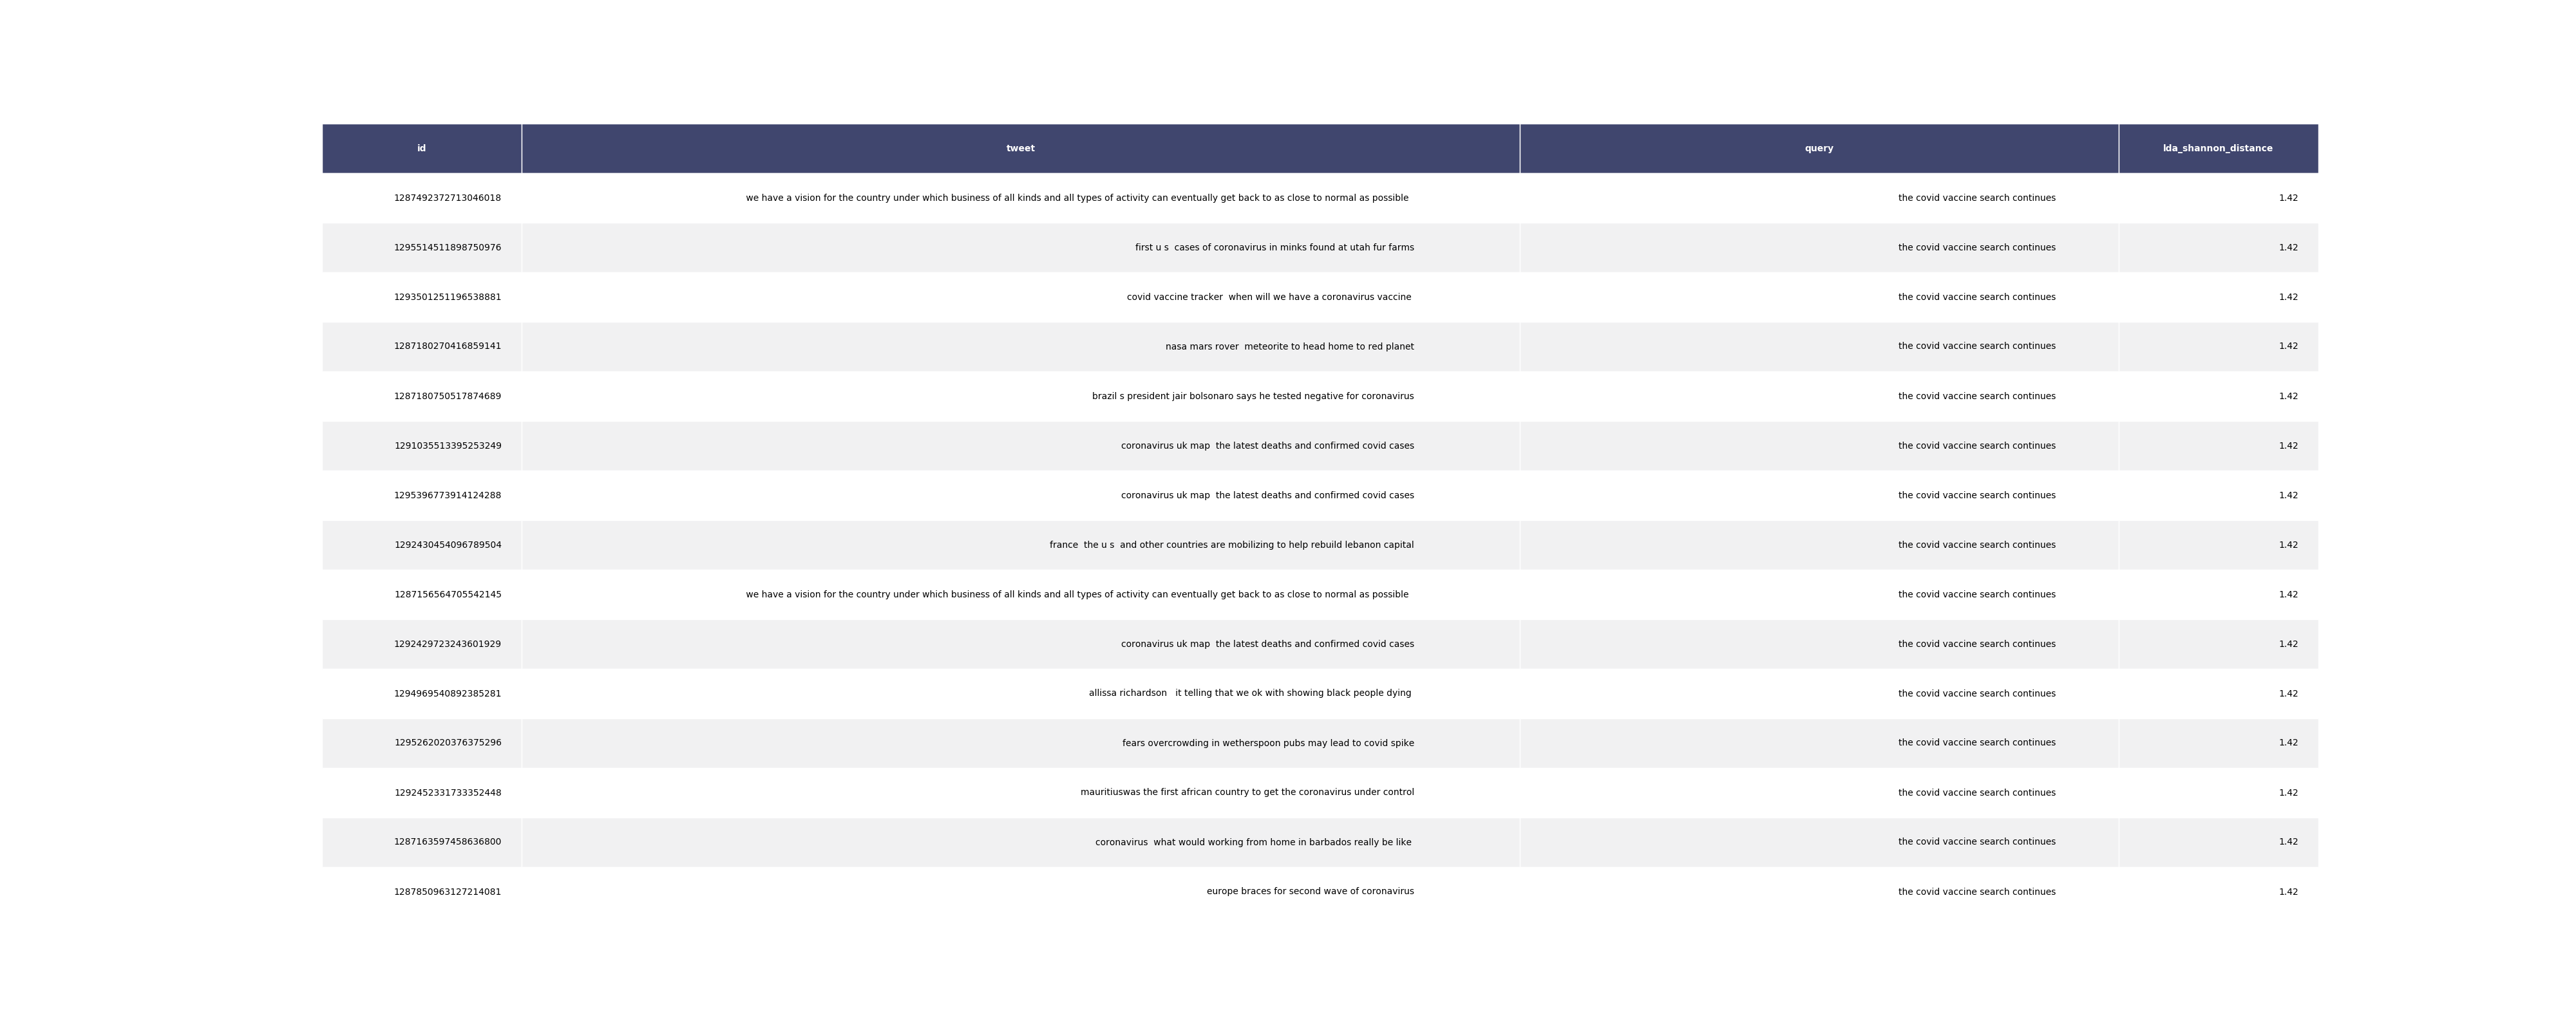 id tweet query lda_shannon_distance
1287492372713046018 we have a vision for the country under which business of all kinds and all types of activity can eventually get back to as close to normal as possible the covid vaccine search continues 1.42
1295514511898750976 first u s  cases of coronavirus in minks found at utah fur farms the covid vaccine search continues 1.42
1293501251196538881 covid vaccine tracker  when will we have a coronavirus vaccine the covid vaccine search continues 1.42
1287180270416859141 nasa mars rover  meteorite to head home to red planet the covid vaccine search continues 1.42
1287180750517874689 brazil s president jair bolsonaro says he tested negative for coronavirus the covid vaccine search continues 1.42
1291035513395253249 coronavirus uk map  the latest deaths and confirmed covid cases the covid vaccine search continues 1.42
1295396773914124288 coronavirus uk map  the latest deaths and confirmed covid cases the covid vaccine search continues 1.42
1292430454096789504 france  the u s  and other countries are mobilizing to help rebuild lebanon capital the covid vaccine search continues 1.42
1287156564705542145 we have a vision for the country under which business of all kinds and all types of activity can eventually get back to as close to normal as possible the covid vaccine search continues 1.42
1292429723243601929 coronavirus uk map  the latest deaths and confirmed covid cases the covid vaccine search continues 1.42
1294969540892385281 allissa richardson   it telling that we ok with showing black people dying the covid vaccine search continues 1.42
1295262020376375296 fears overcrowding in wetherspoon pubs may lead to covid spike the covid vaccine search continues 1.42
1292452331733352448 mauritiuswas the first african country to get the coronavirus under control the covid vaccine search continues 1.42
1287163597458636800 coronavirus  what would working from home in barbados really be like the covid vaccine search continues 1.42
1287850963127214081 europe braces for second wave of coronavirus the covid vaccine search continues 1.42